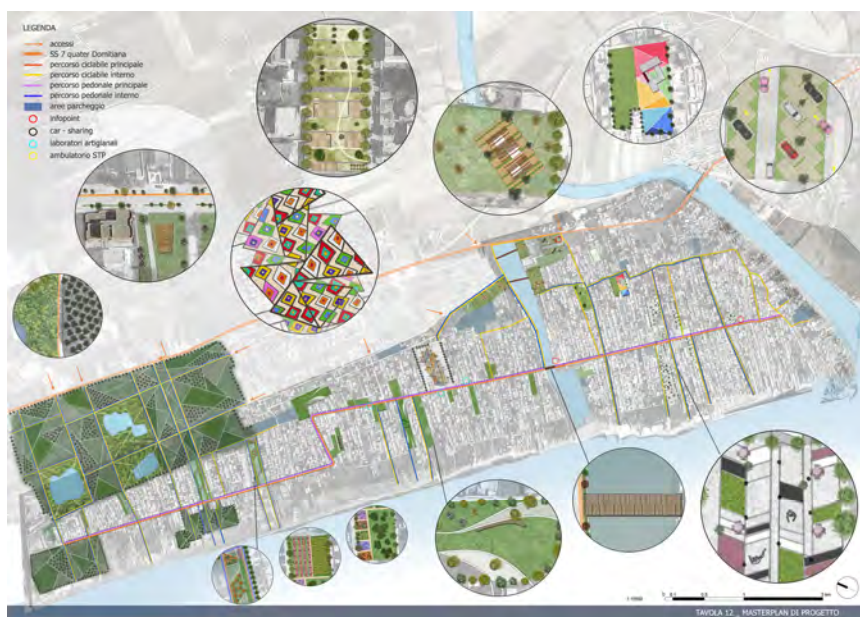 LEGENDA
accessi
SS 7 quater Domitiana
percorso ciclabile principale
percorso ciclabile interno
percorso pedonale principale
percorso pedonale interno
aree parcheggio
infopoint
car - sharing
laboratori artigianali
ambulatorio STP
TAVOLA 12 _ MASTERPLAN DI PROGETTO